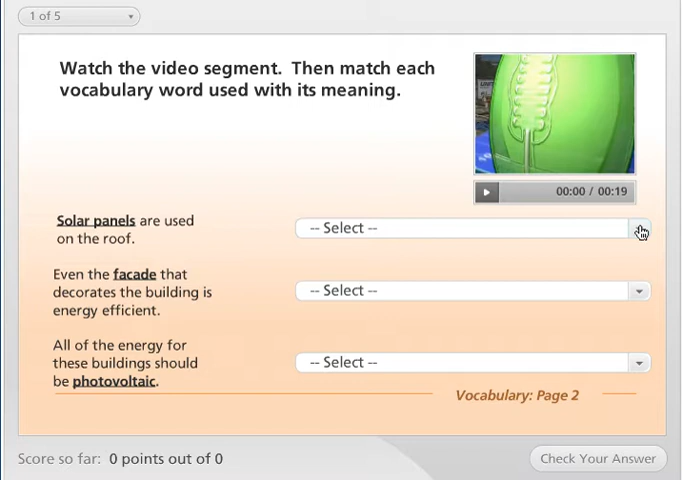 1 of 5
Watch the video segment. Then match each
vocabulary word used with its meaning.
00:00 / 00:19
Solar panels are used
on the roof.
-- Select --
Even the facade that
decorates the building is
energy efficient.
-- Select --
All of the energy for
these buildings should
be photovoltaic.
-- Select --
Vocabulary: Page 2
Score so far: 0 points out of 0
Check Your Answer